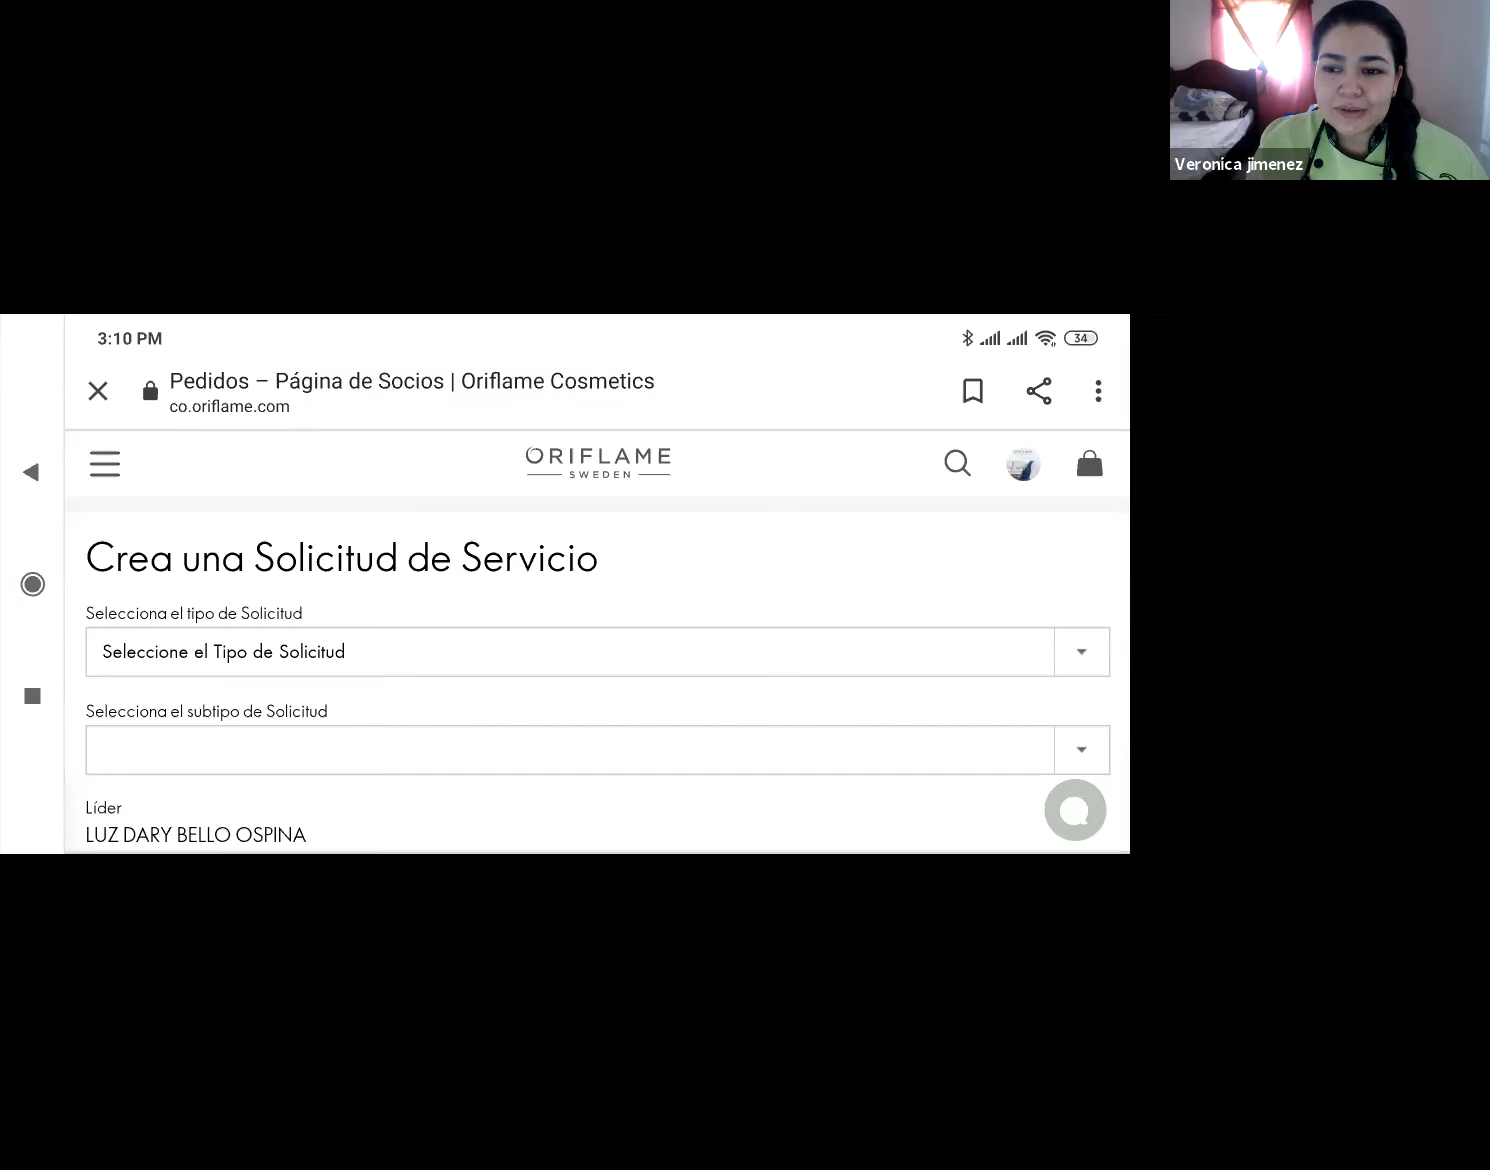 Veronica jimenez
3:10 PM
34
Pedidos – Página de Socios | Oriflame Cosmetics
co.oriflame.com
ORIFLAME
SWEDEN
Crea una Solicitud de Servicio
Selecciona el tipo de Solicitud
Seleccione el Tipo de Solicitud
Selecciona el subtipo de Solicitud
Líder
LUZ DARY BELLO OSPINA